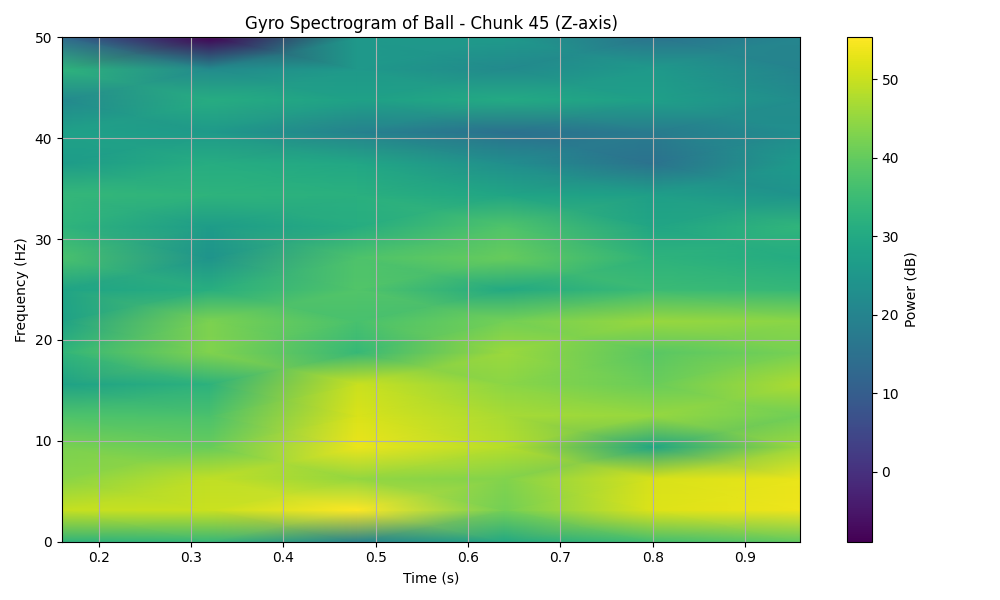 Gyro Spectrogram of Ball - Chunk 45 (Z-axis)
50
40
30
20
10
0
Frequency (Hz)
0.2 0.3 0.4 0.5 0.6 0.7 0.8 0.9
Time (s)
50
40
30
20
10
0
Power (dB)